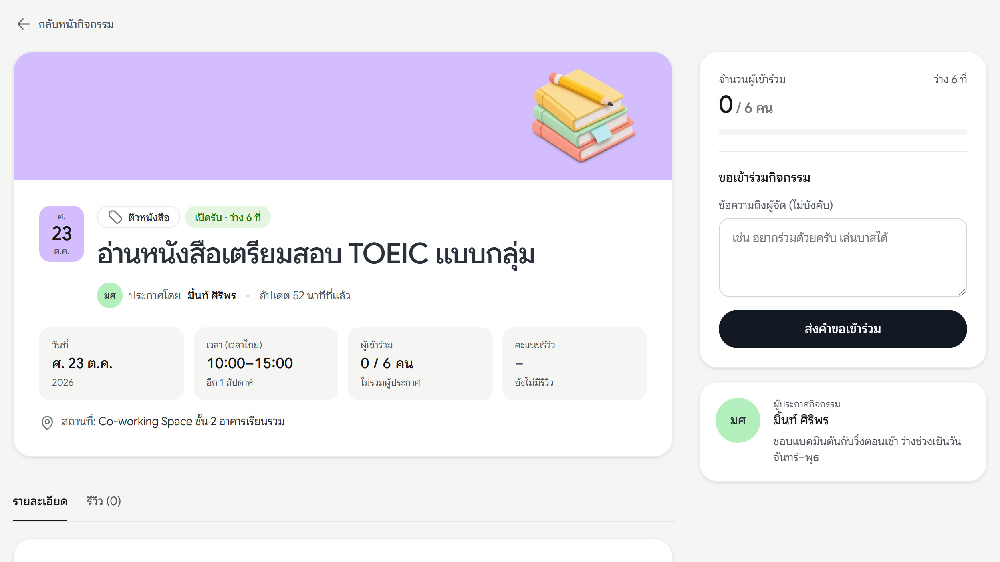 กลับหน้ากิจกรรม
ศ.
23
ต.ค.
ติวหนังสือ
เปิดรับ · ว่าง 6 ที่
อ่านหนังสือเตรียมสอบ TOEIC แบบกลุ่ม
มศ ประกาศโดย มิ้นท์ ศิริพร • อัปเดต 52 นาทีที่แล้ว
วันที่
ศ. 23 ต.ค.
2026
เวลา (เวลาไทย)
10:00–15:00
อีก 1 สัปดาห์
ผู้เข้าร่วม
0 / 6 คน
ไม่รวมผู้ประกาศ
คะแนนรีวิว
–
ยังไม่มีรีวิว
สถานที่: Co-working Space ชั้น 2 อาคารเรียนรวม
รายละเอียด
รีวิว (0)
จำนวนผู้เข้าร่วม
ว่าง 6 ที่
0 / 6 คน
ขอเข้าร่วมกิจกรรม
ข้อความถึงผู้จัด (ไม่บังคับ)
เช่น อยากร่วมด้วยครับ เล่นบาสได้
ส่งคำขอเข้าร่วม
มศ
ผู้ประกาศกิจกรรม
มิ้นท์ ศิริพร
ชอบแบดมินตันกับวิ่งตอนเช้า ว่างช่วงเย็นวัน
จันทร์–พุธ